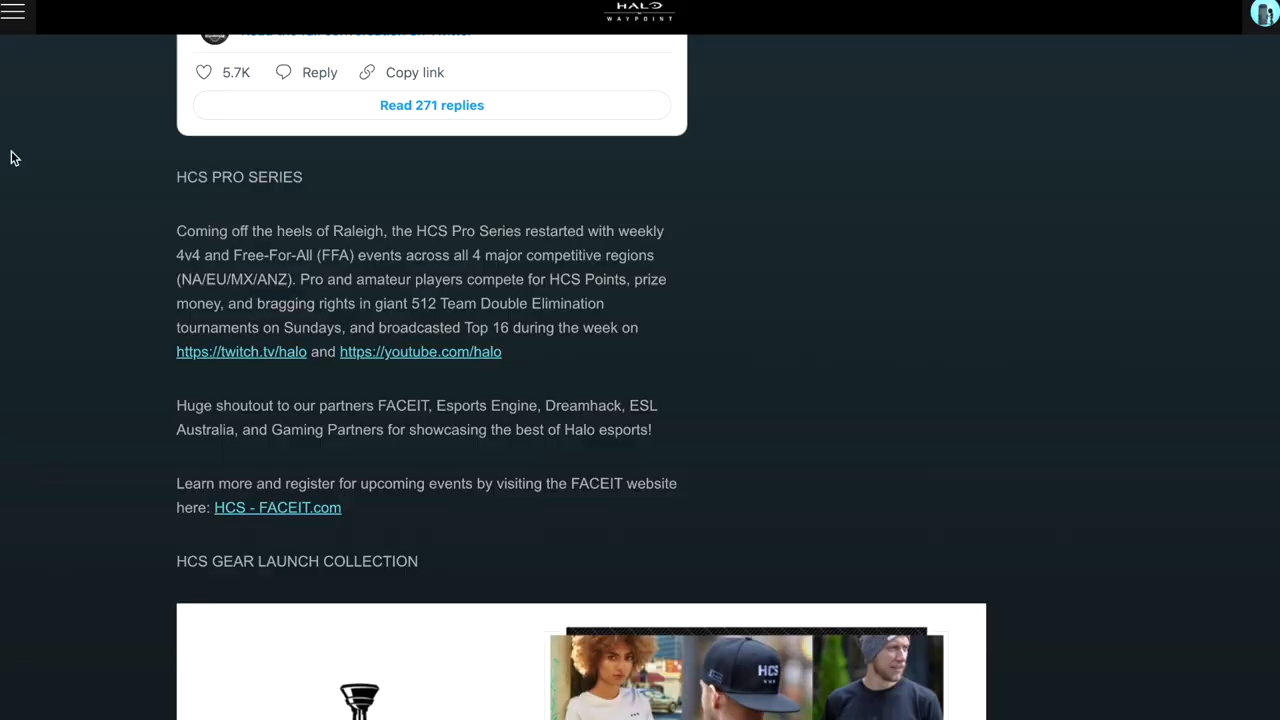 HALO
WAYPOINT
Read the full conversation on Twitter
5.7K Reply Copy link
Read 271 replies
HCS PRO SERIES
Coming off the heels of Raleigh, the HCS Pro Series restarted with weekly
4v4 and Free-For-All (FFA) events across all 4 major competitive regions
(NA/EU/MX/ANZ). Pro and amateur players compete for HCS Points, prize
money, and bragging rights in giant 512 Team Double Elimination
tournaments on Sundays, and broadcasted Top 16 during the week on
https://twitch.tv/halo and https://youtube.com/halo
Huge shoutout to our partners FACEIT, Esports Engine, Dreamhack, ESL
Australia, and Gaming Partners for showcasing the best of Halo esports!
Learn more and register for upcoming events by visiting the FACEIT website
here: HCS - FACEIT.com
HCS GEAR LAUNCH COLLECTION
HCS